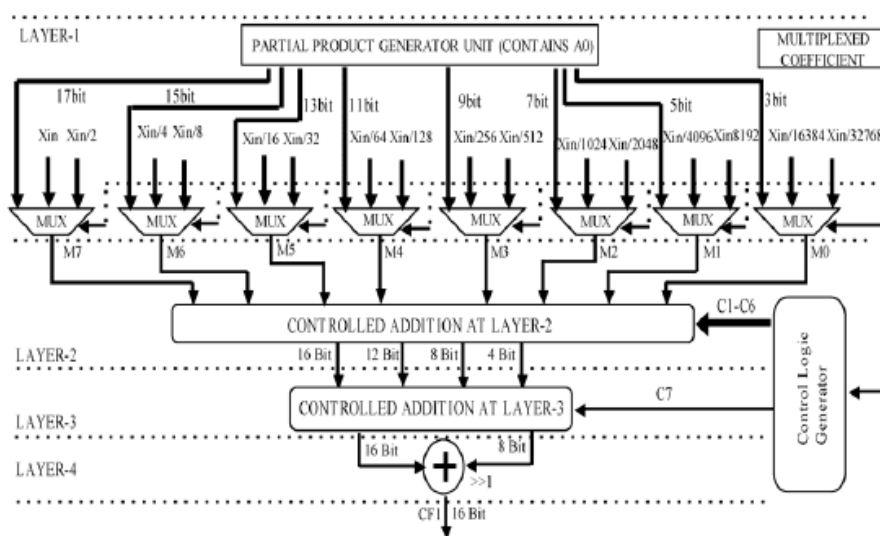 LAYER-1
PARTIAL PRODUCT GENERATOR UNIT (CONTAINS A0)
MULTIPLEXED
COEFFICIENT
17bit
15bit
13bit
11bit
9bit
7bit
5bit
3bit
Xin Xin/2
Xin/4 Xin/8
Xin/16 Xin/32
Xin/64 Xin/128
Xin/256 Xin/512
Xin/1024 Xin/2048
Xin/4096 Xin8192
Xin/16384 Xin/32768
MUX MUX MUX MUX MUX MUX MUX MUX
M7 M6 M5 M4 M3 M2 M1 M0
C1-C6
CONTROLLED ADDITION AT LAYER-2
LAYER-2
16 Bit 12 Bit 8 Bit 4 Bit
C7
CONTROLLED ADDITION AT LAYER-3
LAYER-3
Control Logic
Generator
16 Bit
8 Bit
+
>>1
LAYER-4
CF1 16 Bit